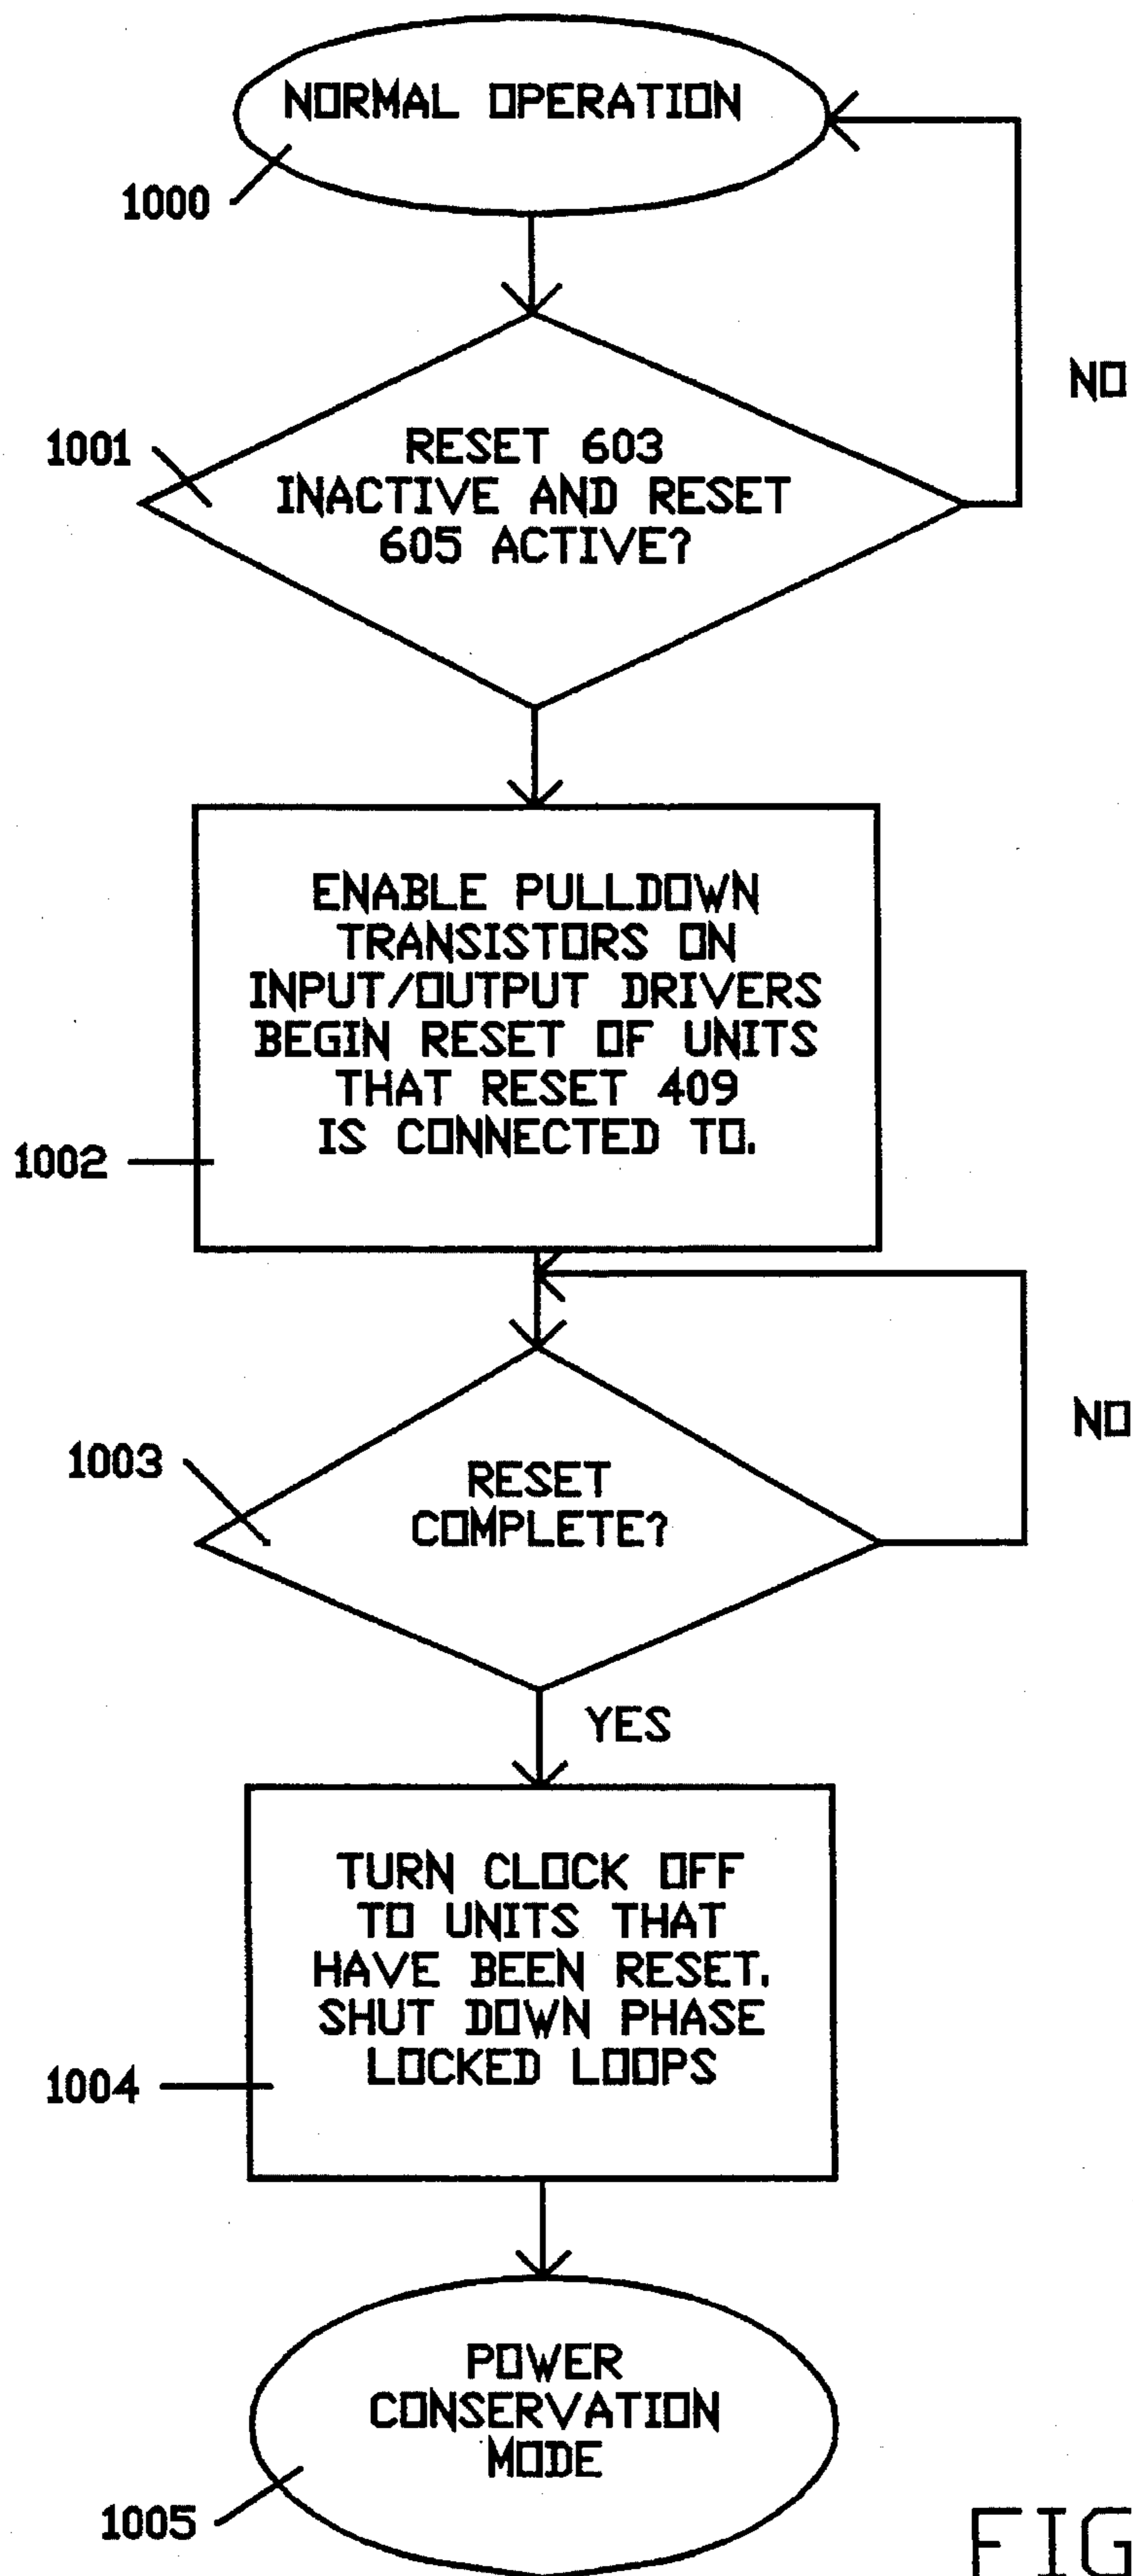 NORMAL OPERATION
1000
NO
1001
RESET 603
INACTIVE AND RESET
605 ACTIVE?
ENABLE PULLDOWN
TRANSISTORS ON
INPUT/OUTPUT DRIVERS
BEGIN RESET OF UNITS
THAT RESET 409
IS CONNECTED TO.
1002
NO
1003
RESET
COMPLETE?
YES
TURN CLOCK OFF
TO UNITS THAT
HAVE BEEN RESET.
SHUT DOWN PHASE
LOCKED LOOPS
1004
POWER
CONSERVATION
MODE
1005
FIG